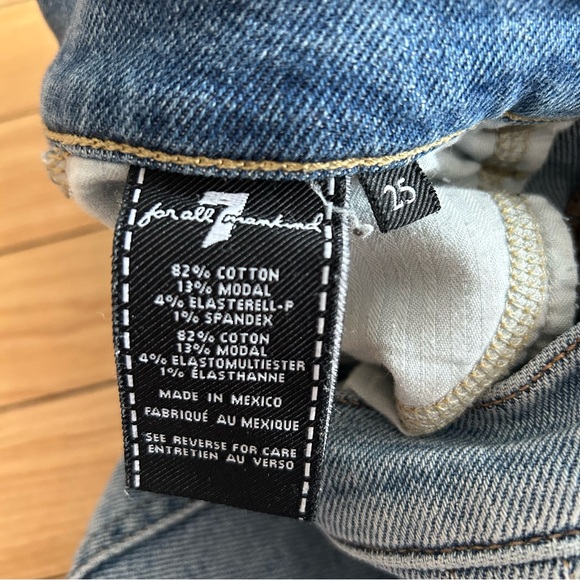 7
for all mankind
82% COTTON
13% MODAL
4% ELASTERELL-P
1% SPANDEX
82% COTON
13% MODAL
4% ELASTOMULTIESTER
1% ÉLASTHANNE
MADE IN MEXICO
FABRIQUÉ AU MEXIQUE
SEE REVERSE FOR CARE
ENTRETIEN AU VERSO
25